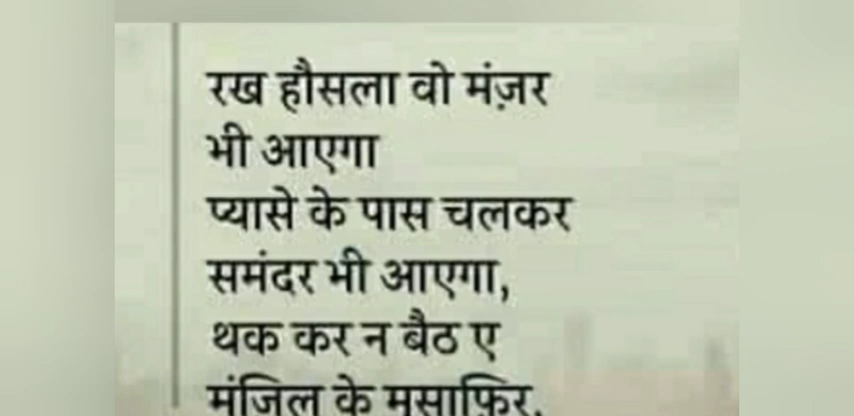 रख हौसला वो मंज़र
भी आएगा
प्यासे के पास चलकर
समंदर भी आएगा,
थक कर न बैठ ए
मंजिल के मुसाफ़िर,